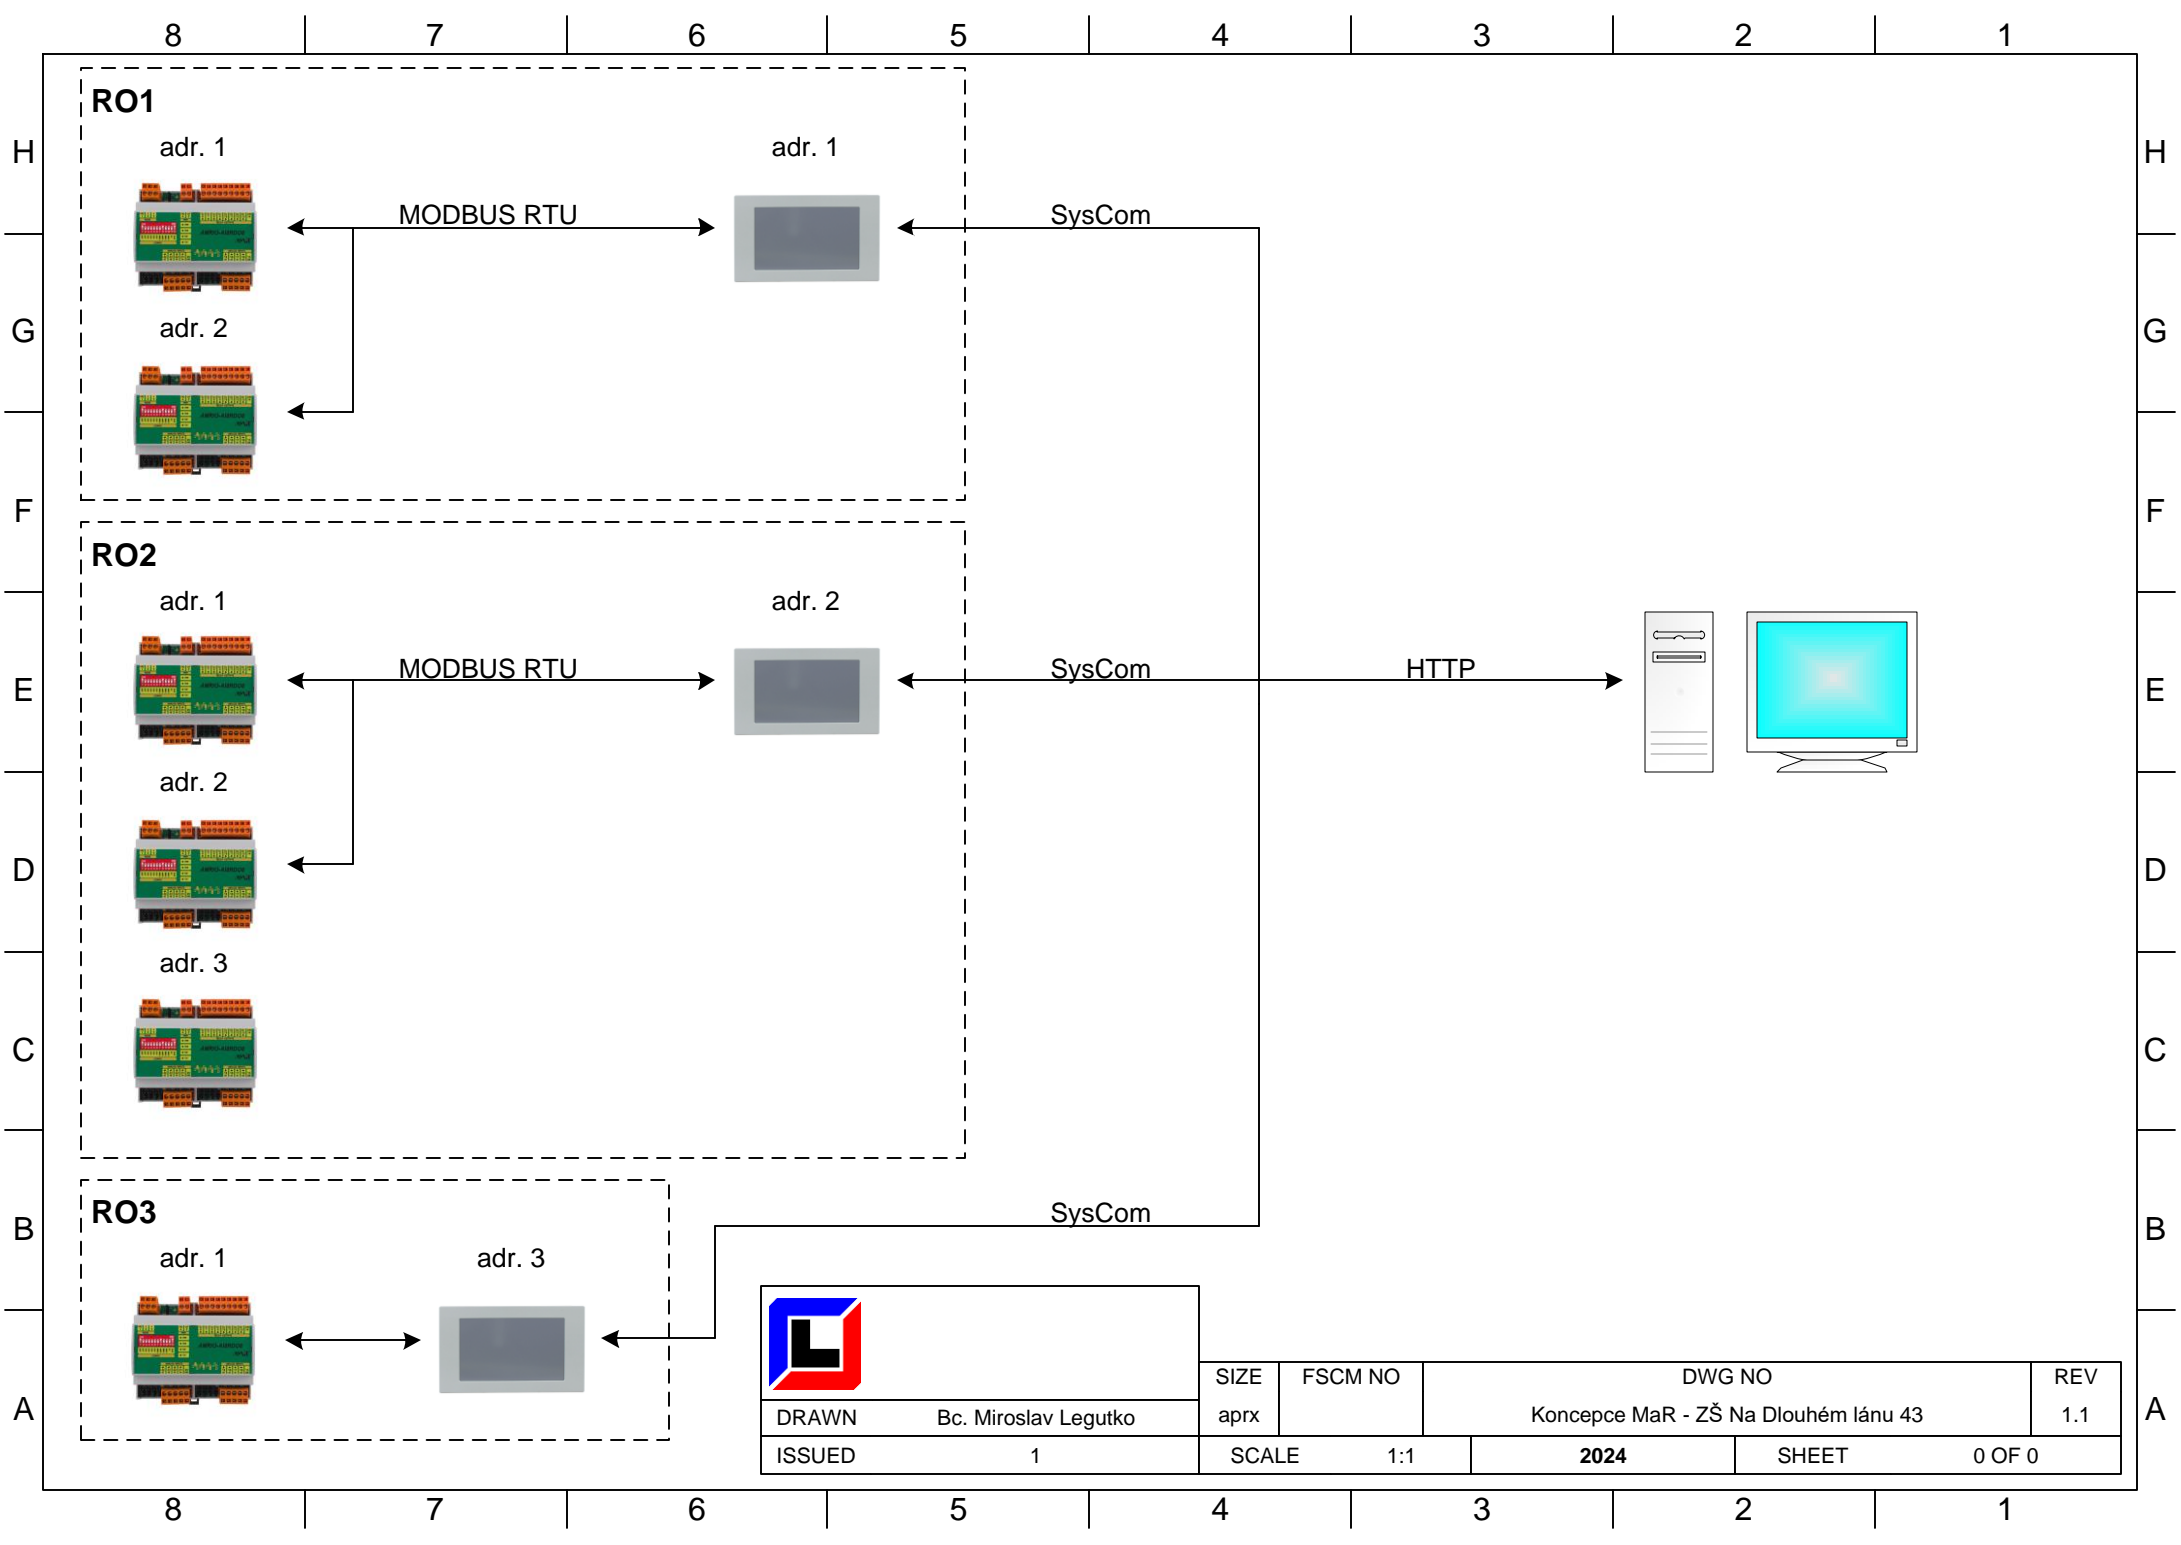 8 7 6 5 4 3 2 1
RO1
H H
adr. 1 adr. 1
MODBUS RTU SysCom
G adr. 2 G
F F
RO2
adr. 1 adr. 2
MODBUS RTU SysCom HTTP
E E
adr. 2
D D
adr. 3
C C
RO3 SysCom
B B
adr. 1 adr. 3
SIZE FSCM NO DWG NO REV
A A
DRAWN Bc. Miroslav Legutko aprx Koncepce MaR - ZŠ Na Dlouhém lánu 43 1.1
ISSUED 1 SCALE 1:1 2024 SHEET 0 OF 0
8 7 6 5 4 3 2 1